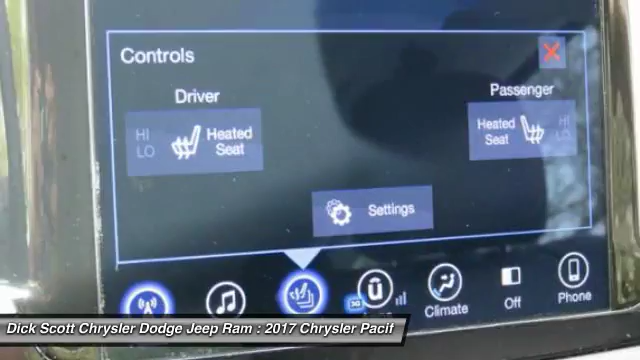 Controls
Driver
Passenger
HI
LO
Heated
Seat
Heated
Seat
HI
LO
Settings
3G
Climate
Off
Phone
Dick Scott Chrysler Dodge Jeep Ram : 2017 Chrysler Pacif